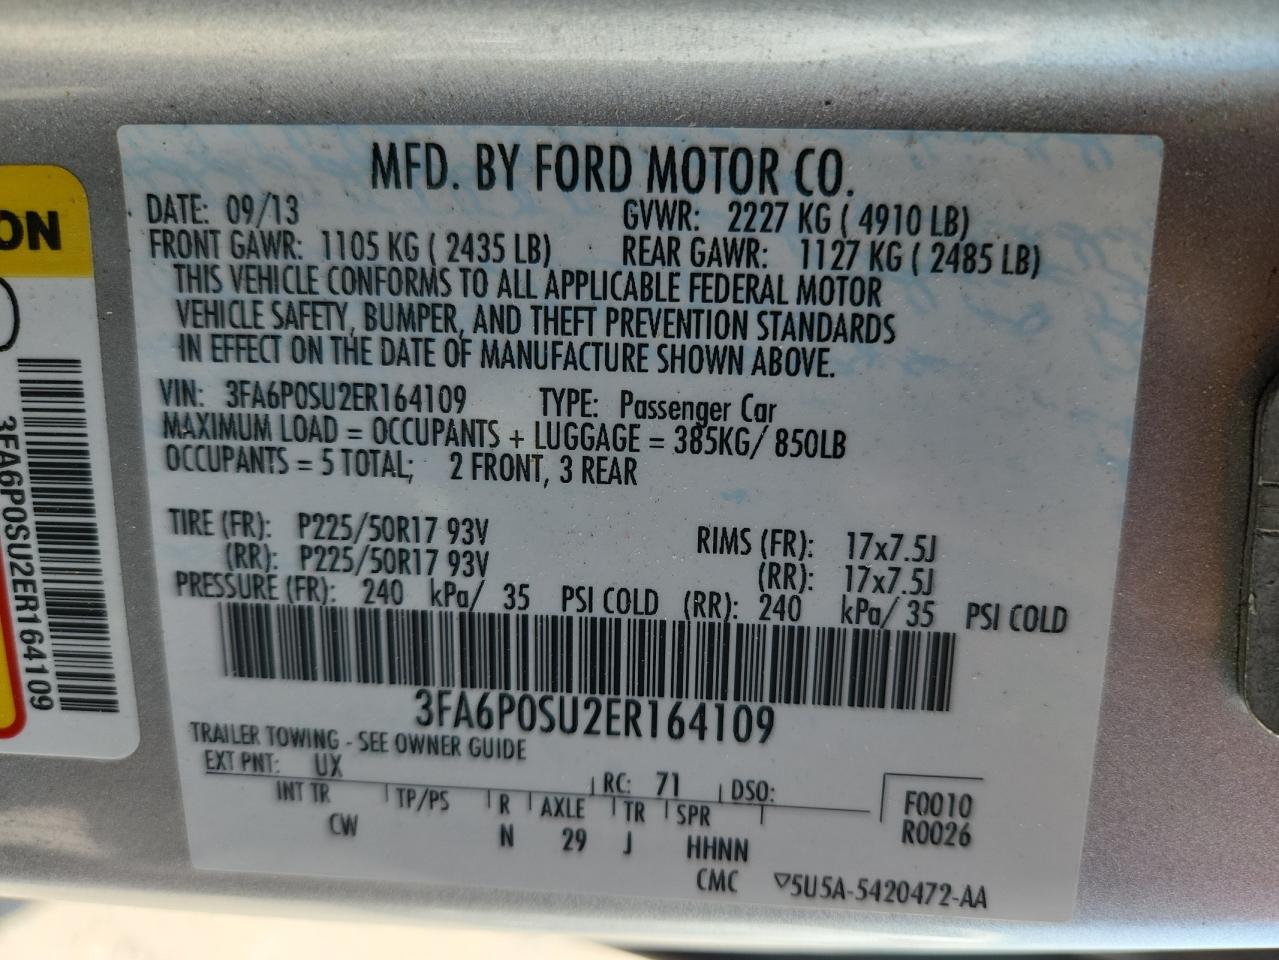 MFD. BY FORD MOTOR CO.
DATE: 09/13 GVWR: 2227 KG ( 4910 LB)
FRONT GAWR: 1105 KG ( 2435 LB) REAR GAWR: 1127 KG ( 2485 LB)
THIS VEHICLE CONFORMS TO ALL APPLICABLE FEDERAL MOTOR
VEHICLE SAFETY, BUMPER, AND THEFT PREVENTION STANDARDS
IN EFFECT ON THE DATE OF MANUFACTURE SHOWN ABOVE.
VIN: 3FA6P0SU2ER164109 TYPE: Passenger Car
MAXIMUM LOAD = OCCUPANTS + LUGGAGE = 385KG/ 850LB
OCCUPANTS = 5 TOTAL; 2 FRONT, 3 REAR
TIRE (FR): P225/50R17 93V RIMS (FR): 17x7.5J
(RR): P225/50R17 93V (RR): 17x7.5J
PRESSURE (FR): 240 kPa/ 35 PSI COLD (RR): 240 kPa/ 35 PSI COLD
3FA6P0SU2ER164109
TRAILER TOWING - SEE OWNER GUIDE
EXT PNT: UX RC: 71 DSO:
INT TR TP/PS R AXLE TR SPR F0010
CW N 29 J HHNN R0026
CMC ▽5U5A-5420472-AA
ON
3FA6P0SU2ER164109